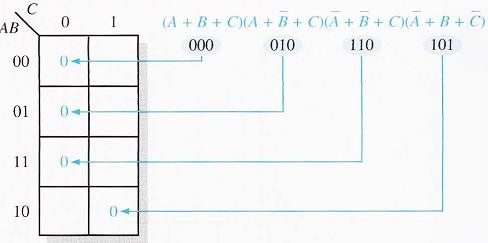 C
AB
0 1 (A + B + C)(A + B̅ + C)(A̅ + B̅ + C)(A̅ + B + C̅)
000 010 110 101
00 0
01 0
11 0
10 0